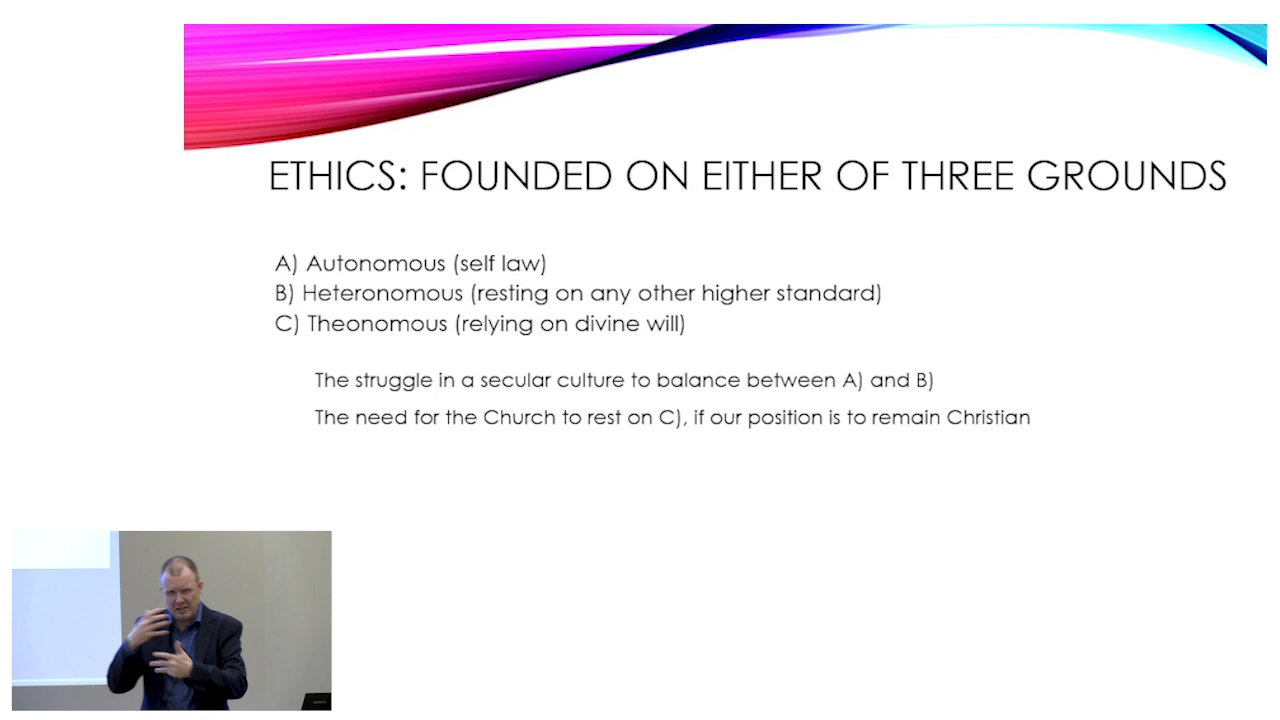 ETHICS: FOUNDED ON EITHER OF THREE GROUNDS
A) Autonomous (self law)
B) Heteronomous (resting on any other higher standard)
C) Theonomous (relying on divine will)
The struggle in a secular culture to balance between A) and B)
The need for the Church to rest on C), if our position is to remain Christian